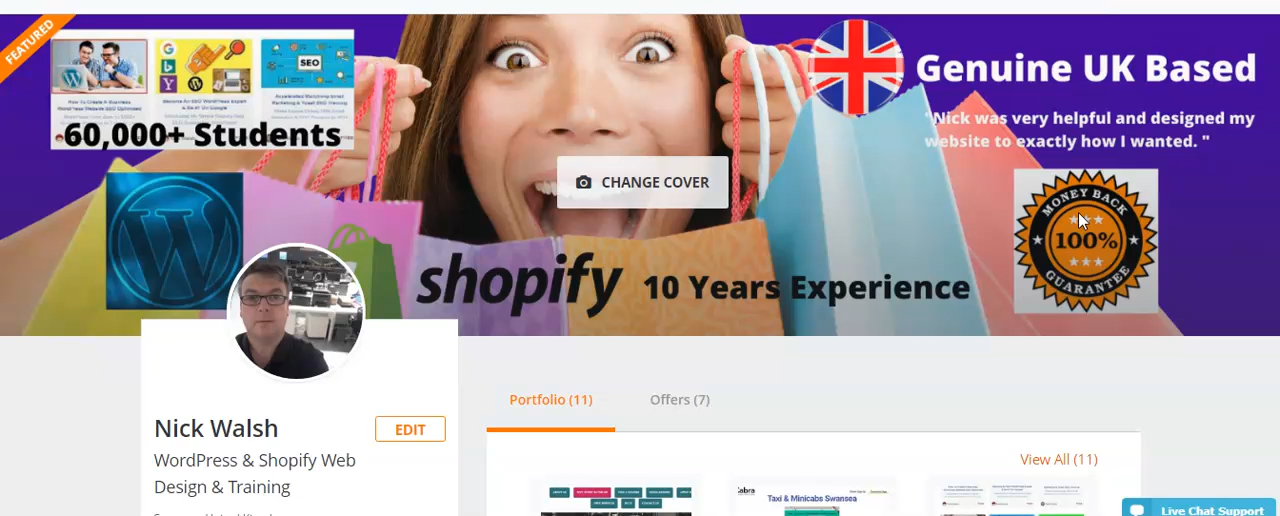 FEATURED
60,000+ Students
Genuine UK Based
" Nick was very helpful and designed my
website to exactly how I wanted. "
CHANGE COVER
MONEY BACK
100%
GUARANTEE
shopify
10 Years Experience
SEO
Nick Walsh
EDIT
WordPress & Shopify Web
Design & Training
Portfolio (11)
Offers (7)
View All (11)
Taxi & Minicabs Swansea
Live Chat Support